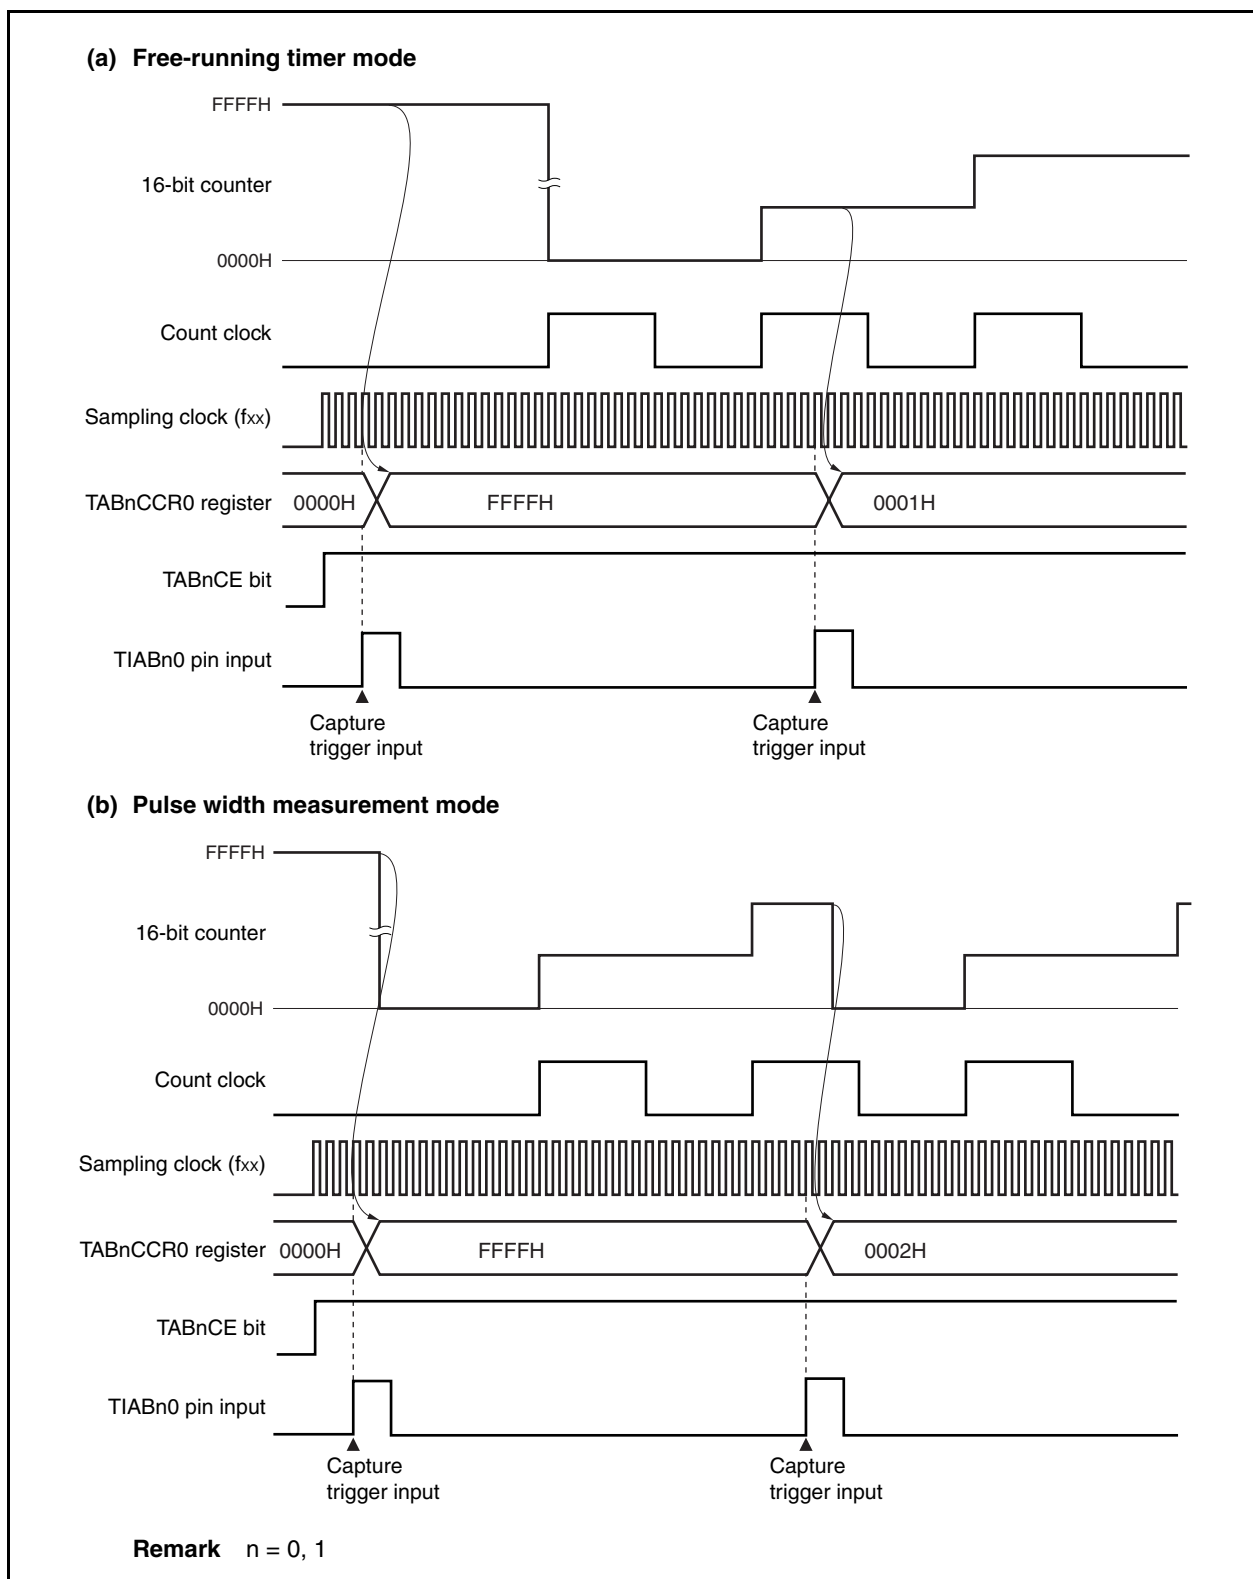 (a) Free-running timer mode
FFFFH
16-bit counter
0000H
Count clock
Sampling clock (fxx)
TABnCCR0 register
0000H
FFFFH
0001H
TABnCE bit
TIABn0 pin input
Capture
trigger input
Capture
trigger input
(b) Pulse width measurement mode
FFFFH
16-bit counter
0000H
Count clock
Sampling clock (fxx)
TABnCCR0 register
0000H
FFFFH
0002H
TABnCE bit
TIABn0 pin input
Capture
trigger input
Capture
trigger input
Remark n = 0, 1